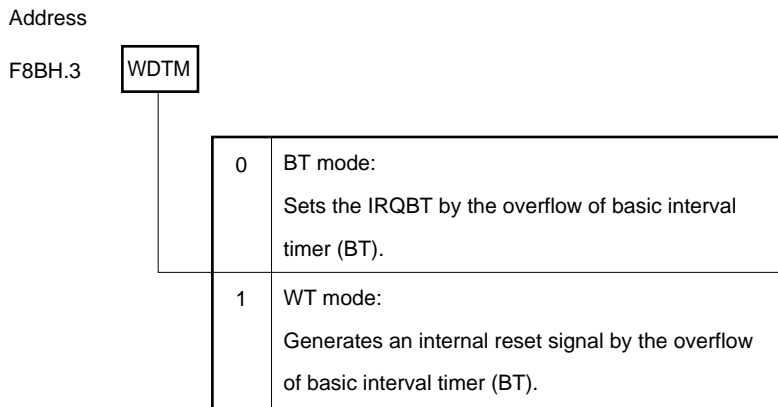 Address
F8BH.3 WDTM
0 BT mode:
Sets the IRQBT by the overflow of basic interval
timer (BT).
1 WT mode:
Generates an internal reset signal by the overflow
of basic interval timer (BT).